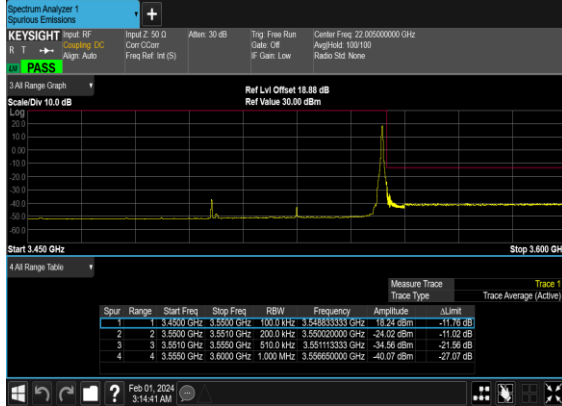 Spectrum Analyzer 1
Spurious Emissions
KEYSIGHT Input: RF Input Z: 50 Ω Atten: 30 dB Trig: Free Run Center Freq: 22.005000000 GHz
R T Coupling: DC Corr CCorr Gate: Off Avg|Hold: 100/100
Align: Auto Freq Ref: Int (S) IF Gain: Low Radio Std: None
PASS
3 All Range Graph Ref Lvl Offset 18.88 dB
Scale/Div 10.0 dB Ref Value 30.00 dBm
Log
20.0
10.0
0.00
-10.0
-20.0
-30.0
-40.0
-50.0
-60.0
Start 3.450 GHz Stop 3.600 GH
4 All Range Table
Measure Trace Trace 1
Trace Type Trace Average (Active)
Spur Range Start Freq Stop Freq RBW Frequency Amplitude ΔLimit
1 1 3.4500 GHz 3.5500 GHz 100.0 kHz 3.548833333 GHz 18.24 dBm -11.76 dB
2 2 3.5500 GHz 3.5510 GHz 200.0 kHz 3.550020000 GHz -24.02 dBm -11.02 dB
3 3 3.5510 GHz 3.5550 GHz 510.0 kHz 3.551113333 GHz -34.56 dBm -21.56 dB
4 4 3.5550 GHz 3.6000 GHz 1.000 MHz 3.556650000 GHz -40.07 dBm -27.07 dB
Feb 01, 2024
3:14:41 AM